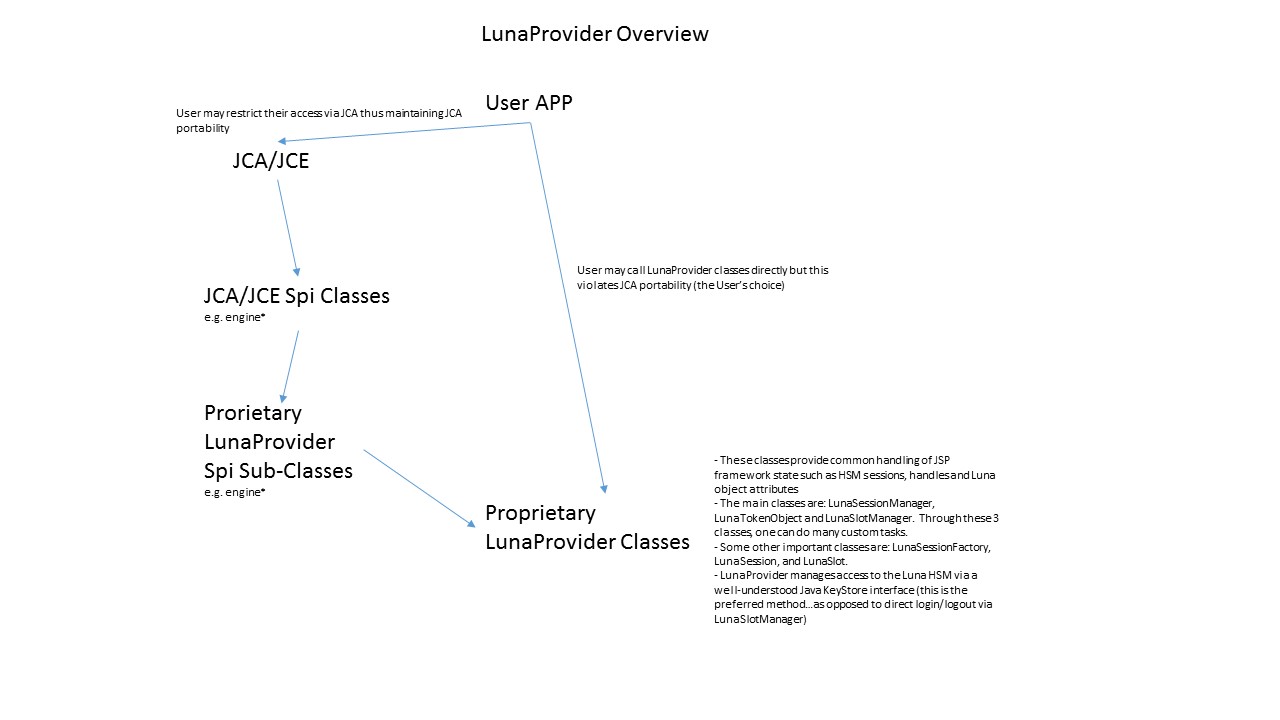 LunaProvider Overview
User APP
User may restrict their access via JCA thus maintaining JCA
portability
JCA/JCE
User may call LunaProvider classes directly but this
violates JCA portability (the User's choice)
JCA/JCE Spi Classes
e.g. engine*
Prorietary
LunaProvider
Spi Sub-Classes
e.g. engine*
Proprietary
LunaProvider Classes
- These classes provide common handling of JSP
framework state such as HSM sessions, handles and Luna
object attributes
- The main classes are: LunaSessionManager,
LunaTokenObject and LunaSlotManager.  Through these 3
classes, one can do many custom tasks.
- Some other important classes are: LunaSessionFactory,
LunaSession, and LunaSlot.
- LunaProvider manages access to the Luna HSM via a
well-understood Java KeyStore interface (this is the
preferred method...as opposed to direct login/logout via
LunaSlotManager)